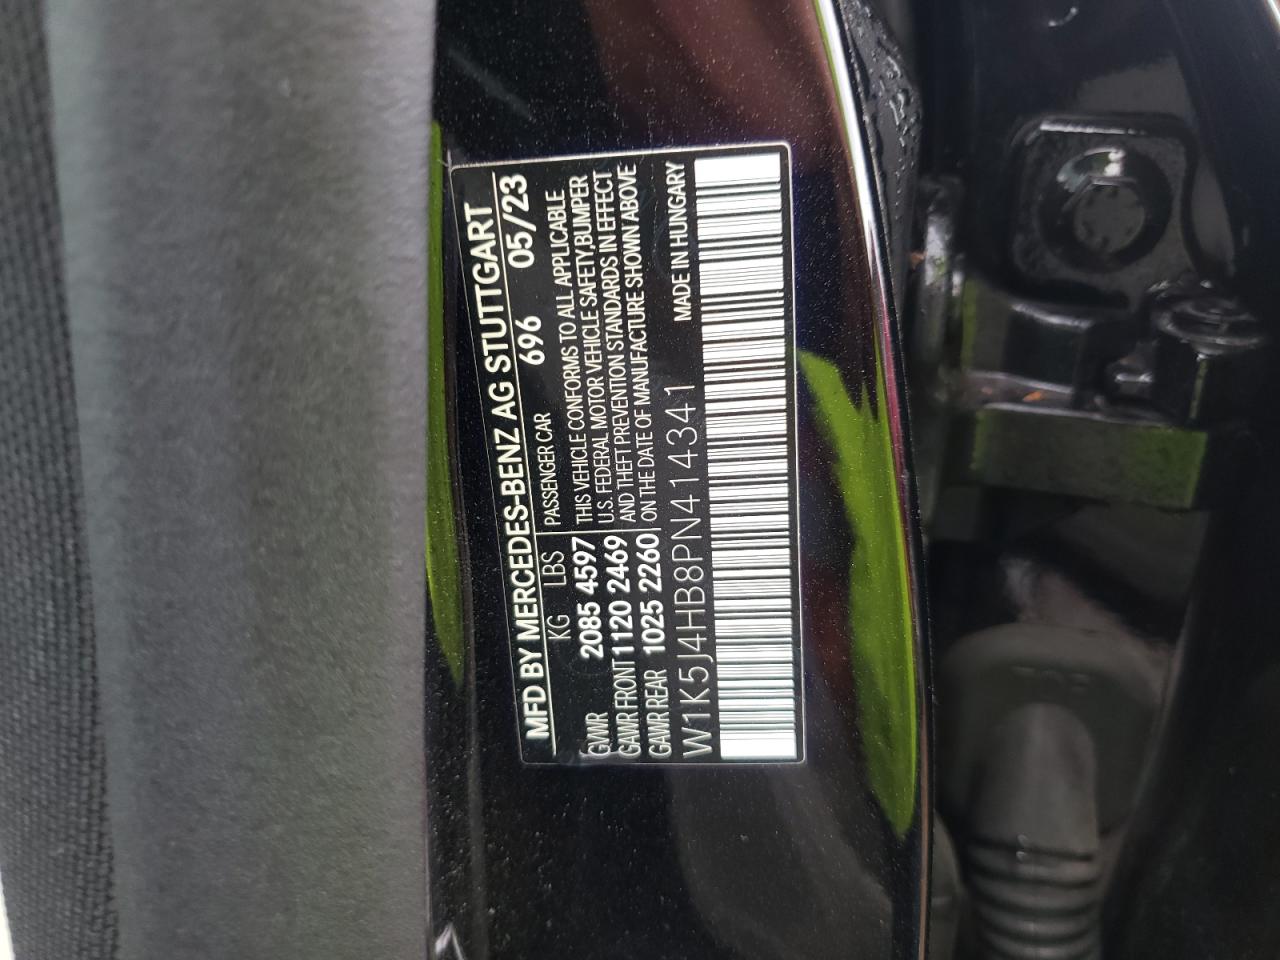 MFD BY MERCEDES-BENZ AG STUTTGART
KG LBS PASSENGER CAR 696 05/23
GVWR 2085 4597 THIS VEHICLE CONFORMS TO ALL APPLICABLE
GAWR FRONT 1120 2469 U.S. FEDERAL MOTOR VEHICLE SAFETY,BUMPER
GAWR REAR 1025 2260 AND THEFT PREVENTION STANDARDS IN EFFECT
ON THE DATE OF MANUFACTURE SHOWN ABOVE
W1K5J4HB8PN414341 MADE IN HUNGARY